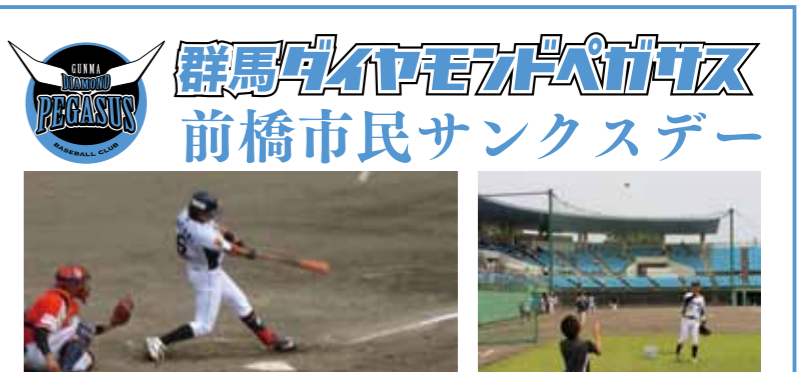 GUNMA
DIAMOND
PEGASUS
BASEBALL CLUB
群馬ダイヤモンドペガサス
前橋市民サンクスデー